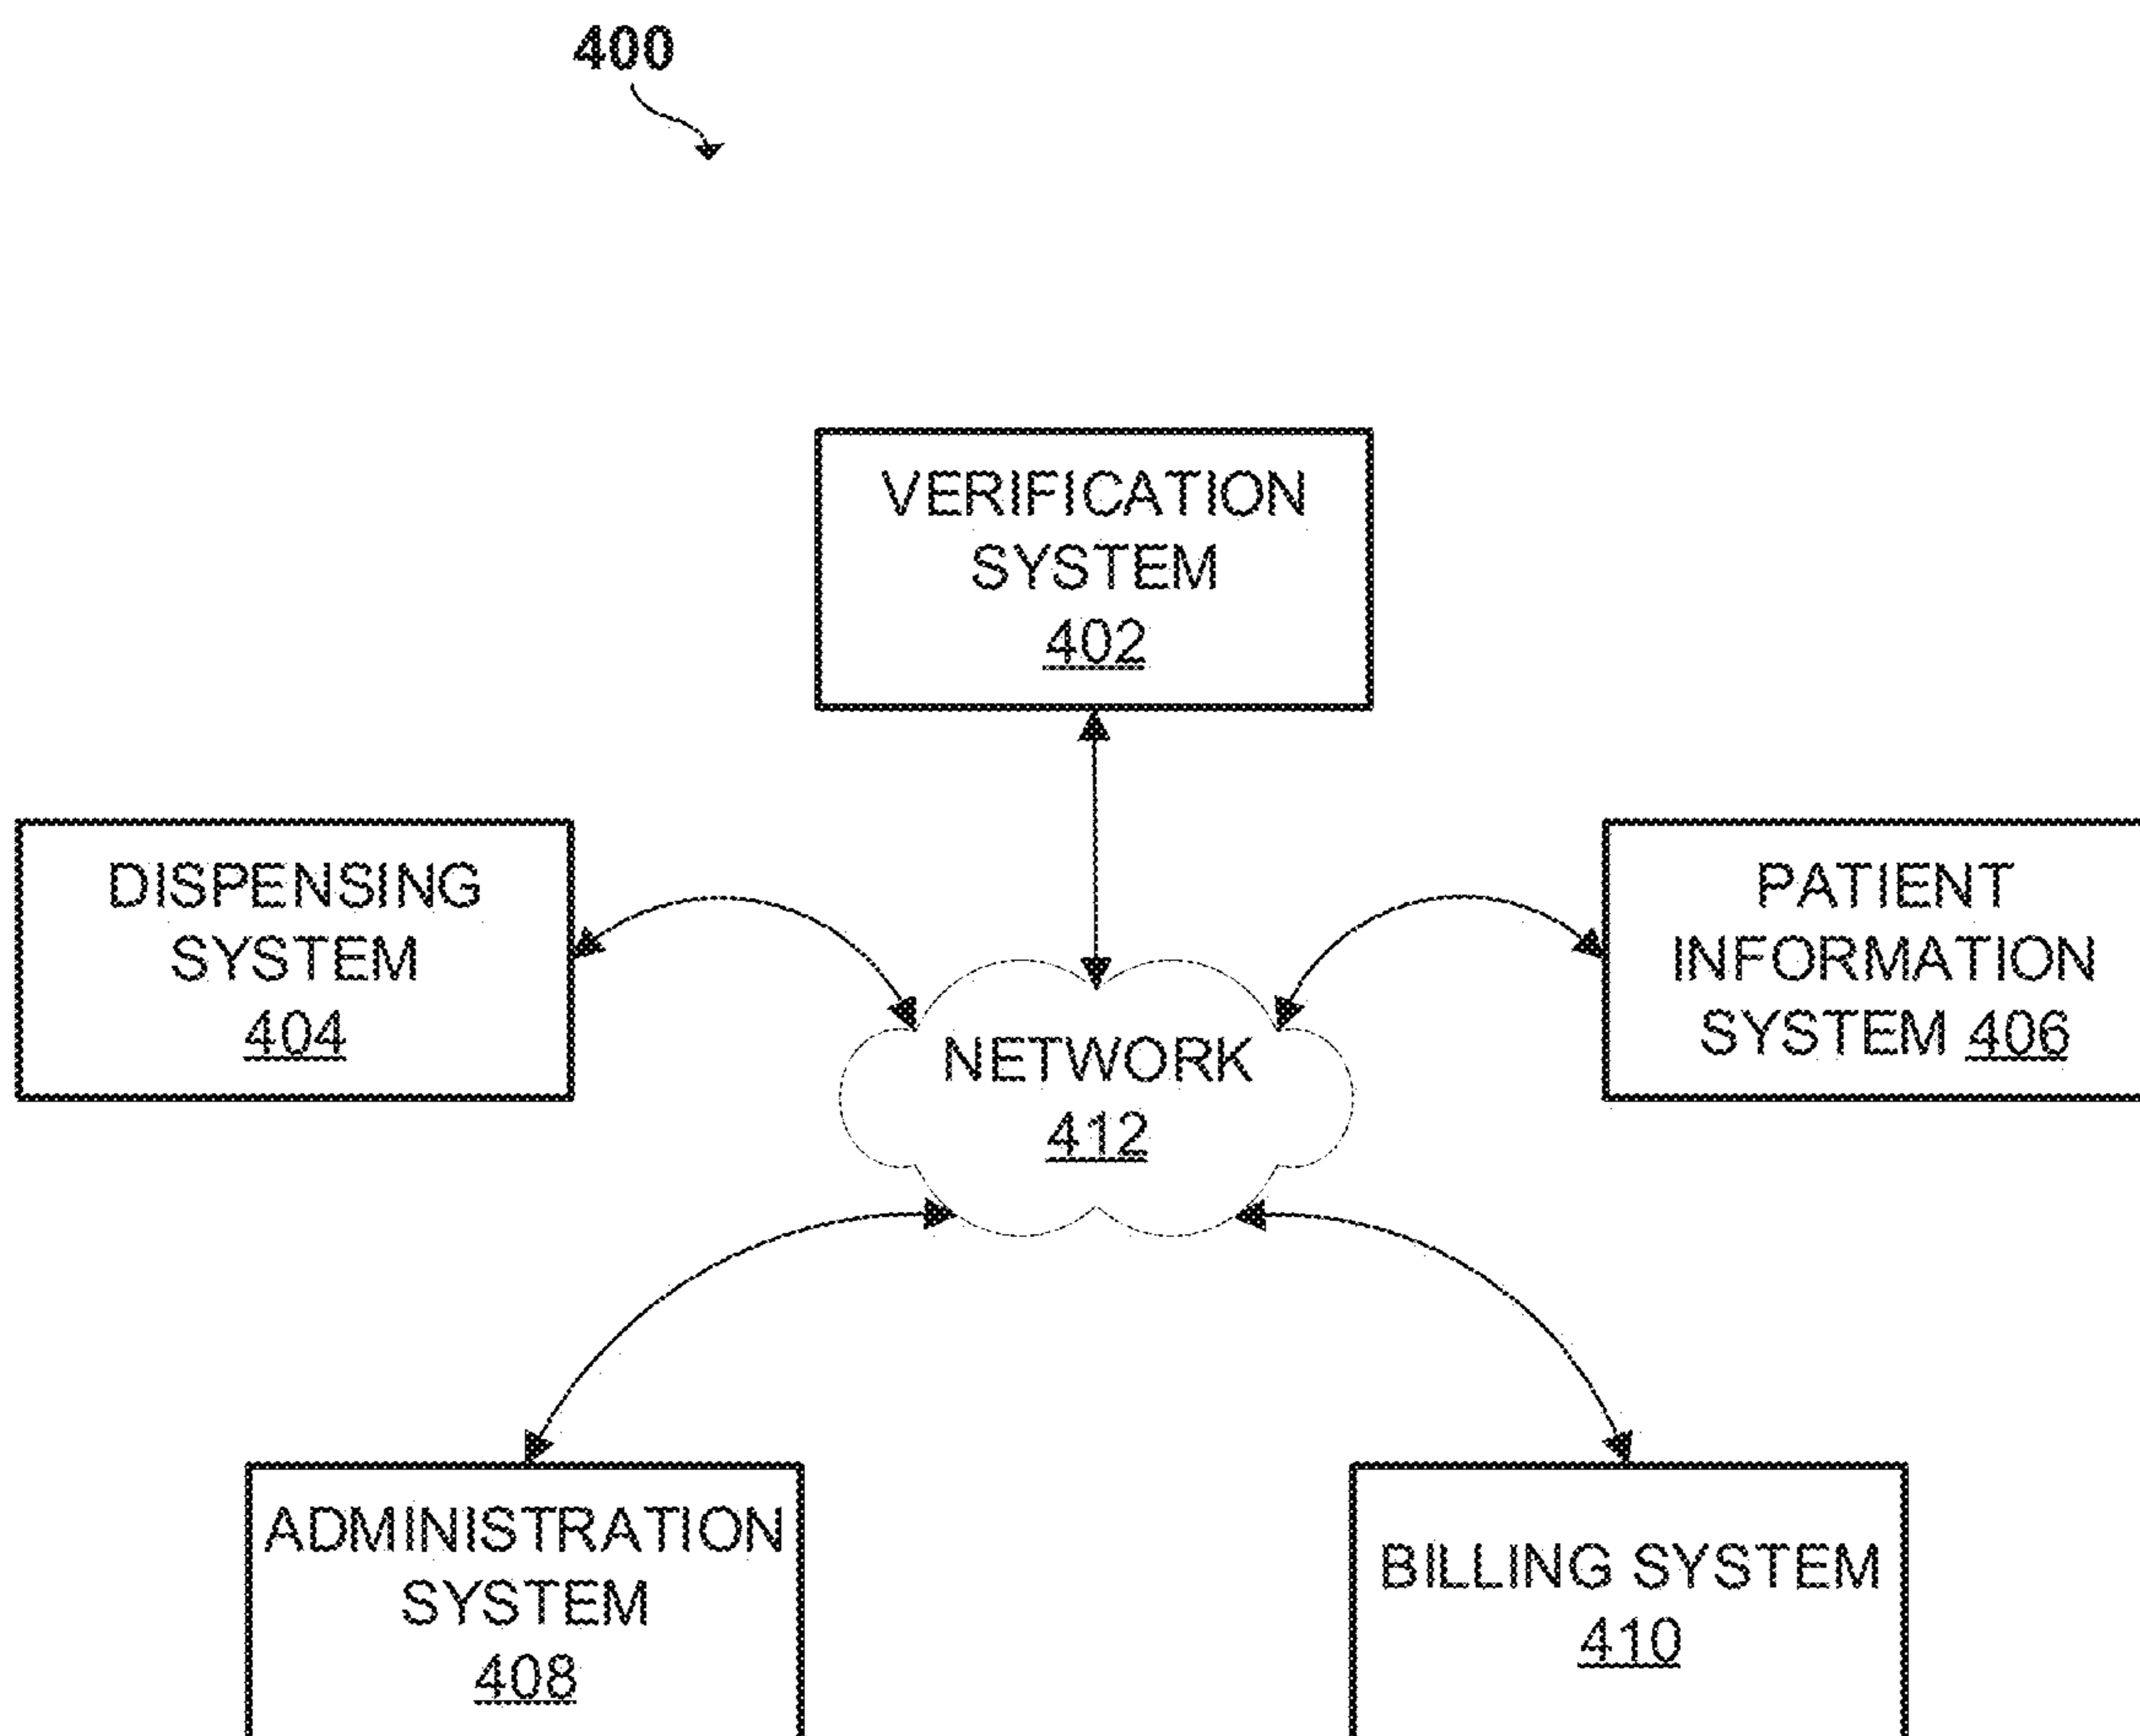 400
VERIFICATION
SYSTEM
402
DISPENSING
SYSTEM
404
PATIENT
INFORMATION
SYSTEM 406
NETWORK
412
ADMINISTRATION
SYSTEM
408
BILLING SYSTEM
410